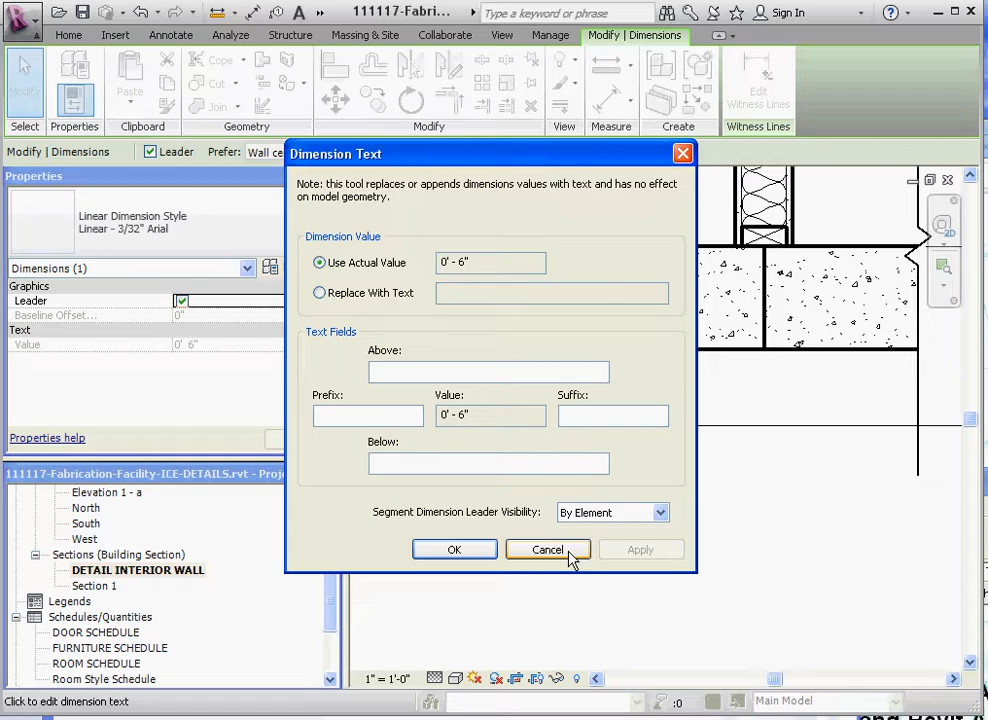 111117-Fabri...
Type a keyword or phrase
Sign In
Home Insert Annotate Analyze Structure Massing & Site Collaborate View Manage Modify | Dimensions
Modify
Paste
Cope
Cut
Join
Edit
Witness Lines
Select Properties Clipboard Geometry Modify View Measure Create Witness Lines
Modify | Dimensions Leader Prefer: Wall ce
Properties
Linear Dimension Style
Linear - 3/32" Arial
Dimensions (1)
Graphics
Leader
Baseline Offset... 0"
Text
Value 0' 6"
Properties help
111117-Fabrication-Facility-ICE-DETAILS.rvt - Proj
Elevation 1 - a
North
South
West
Sections (Building Section)
DETAIL INTERIOR WALL
Section 1
Legends
Schedules/Quantities
DOOR SCHEDULE
FURNITURE SCHEDULE
ROOM SCHEDULE
Room Style Schedule
Dimension Text
Note: this tool replaces or appends dimensions values with text and has no effect
on model geometry.
Dimension Value
Use Actual Value 0' - 6"
Replace With Text
Text Fields
Above:
Prefix: Value: Suffix:
0' - 6"
Below:
Segment Dimension Leader Visibility: By Element
OK Cancel Apply
2D
1" = 1'-0"
Click to edit dimension text
:0
Main Model